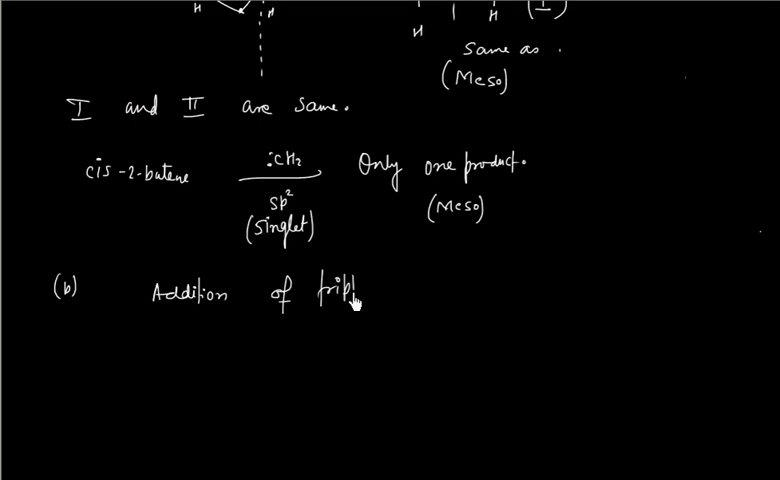 H H
H H (I)
Same as .
(Meso)
I and II are same.
cis-2-butene :CH2 Only one product.
sp2 (Meso)
(singlet)
(b) Addition of tripl